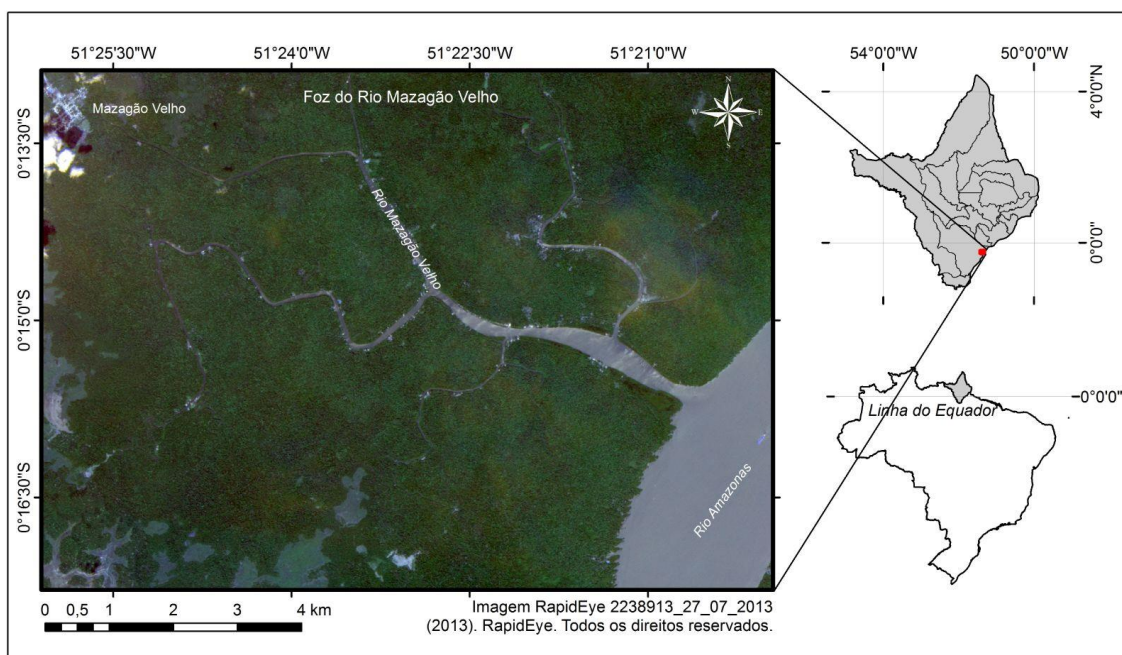 51°25'30"W 51°24'0"W 51°22'30"W 51°21'0"W
54°0'0"W 50°0'0"W
Mazagão Velho
Foz do Rio Mazagão Velho
N
W E
S
0°13'30"S
0°15'0"S
0°16'30"S
Rio Mazagão Velho
Rio Amazonas
4°0'0"N
0°0'0"
0°0'0"
Linha do Equador
0 0,5 1 2 3 4 km
Imagem RapidEye 2238913_27_07_2013
(2013). RapidEye. Todos os direitos reservados.